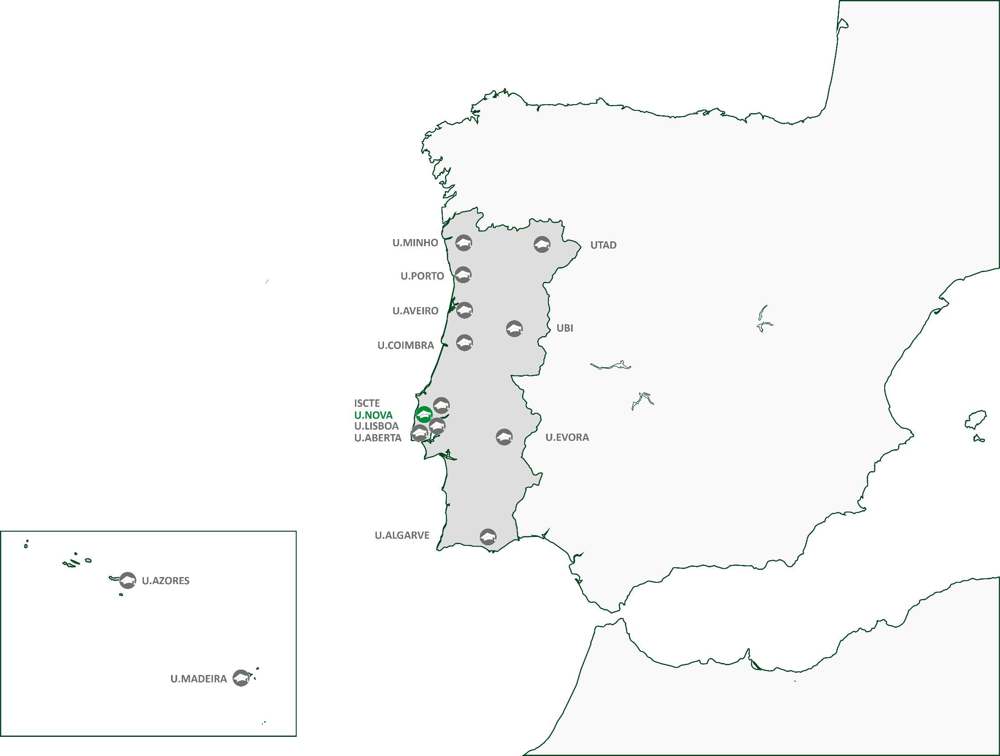 U.MINHO
UTAD
U.PORTO
U.AVEIRO
UBI
U.COIMBRA
ISCTE
U.NOVA
U.LISBOA
U.ABERTA
U.EVORA
U.ALGARVE
U.AZORES
U.MADEIRA